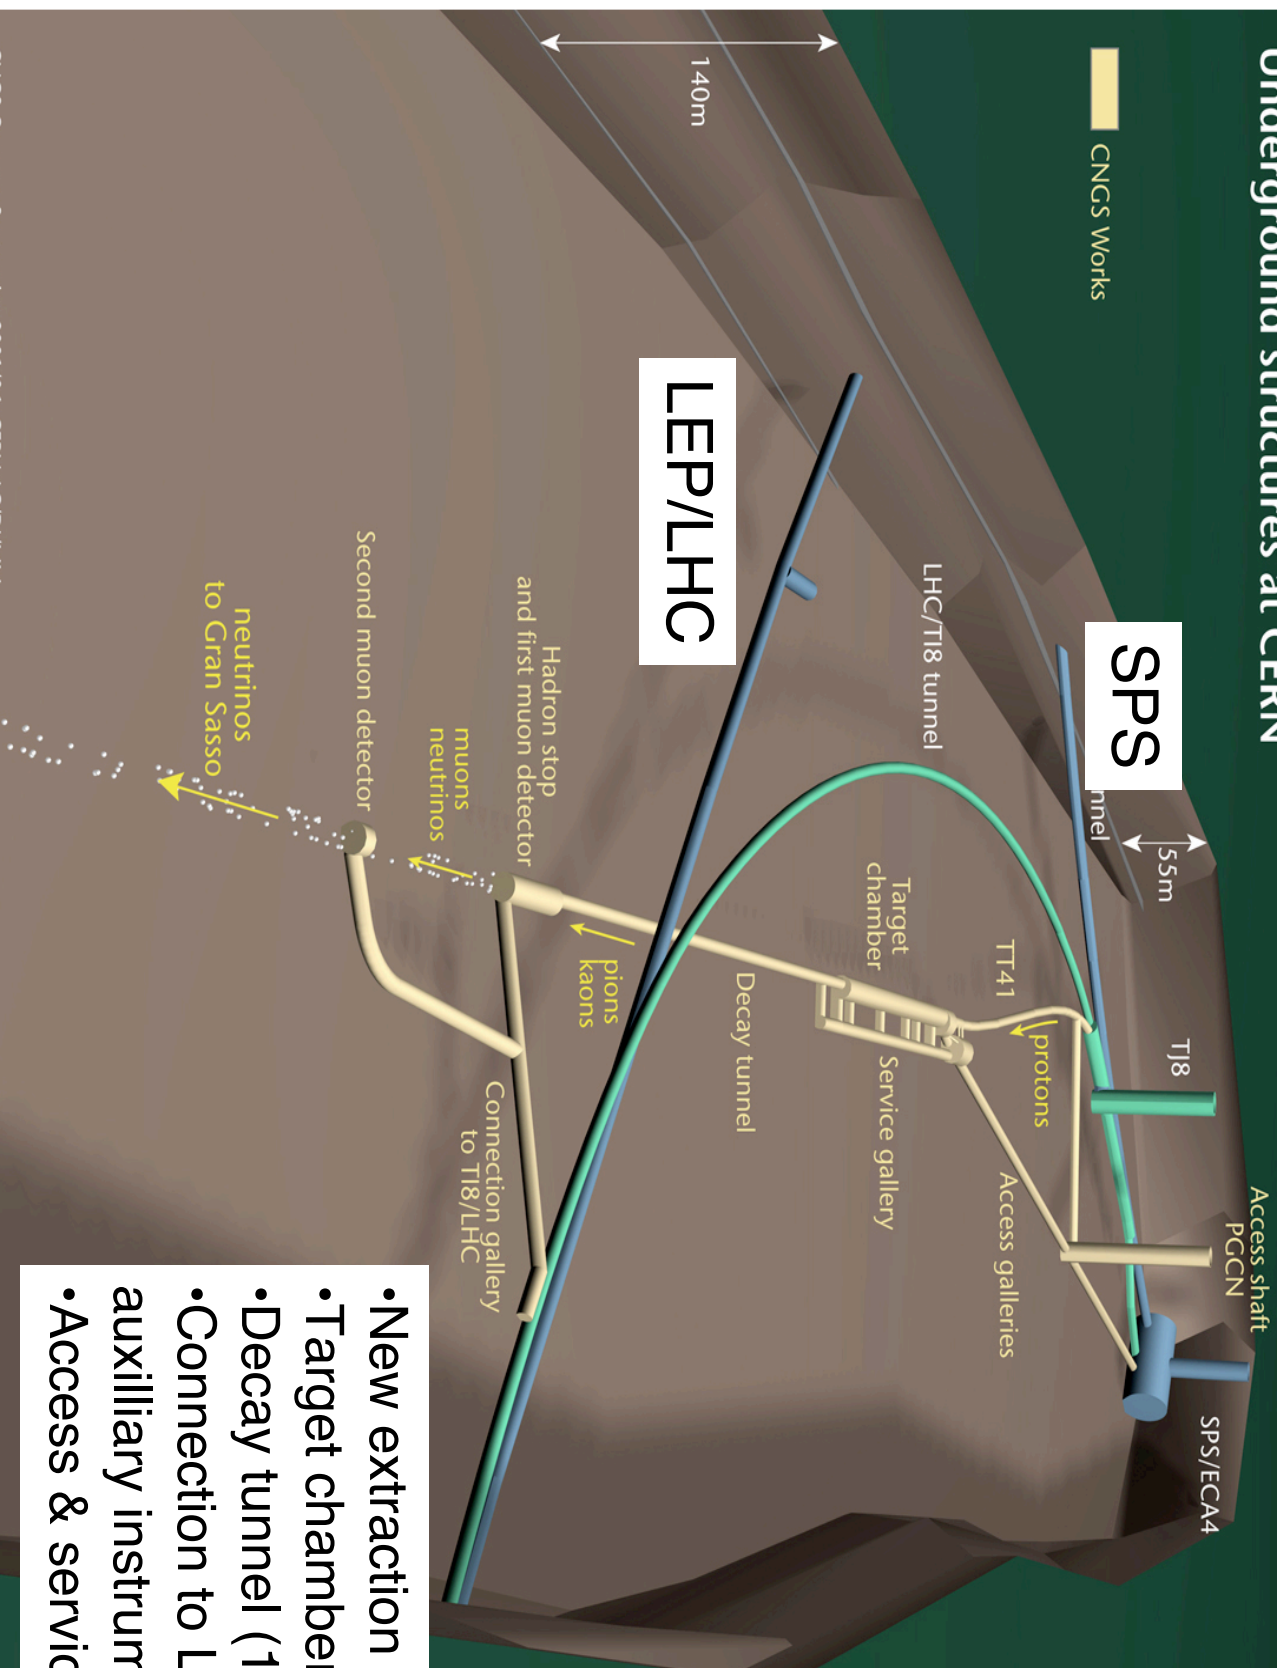 Underground structures at CERN
CNGS Works
140m
SPS
nnel
55m
LEP/LHC
LHC/TI8 tunnel
TJ8
Access shaft
PGCN
SPS/ECA4
TT41
protons
Access galleries
Target
chamber
Service gallery
Decay tunnel
pions
kaons
Hadron stop
and first muon detector
muons
neutrinos
Second muon detector
Connection gallery
to TI8/LHC
neutrinos
to Gran Sasso
•New extraction
•Target chamber
•Decay tunnel (1
•Connection to L
auxilliary instrum
•Access & servic